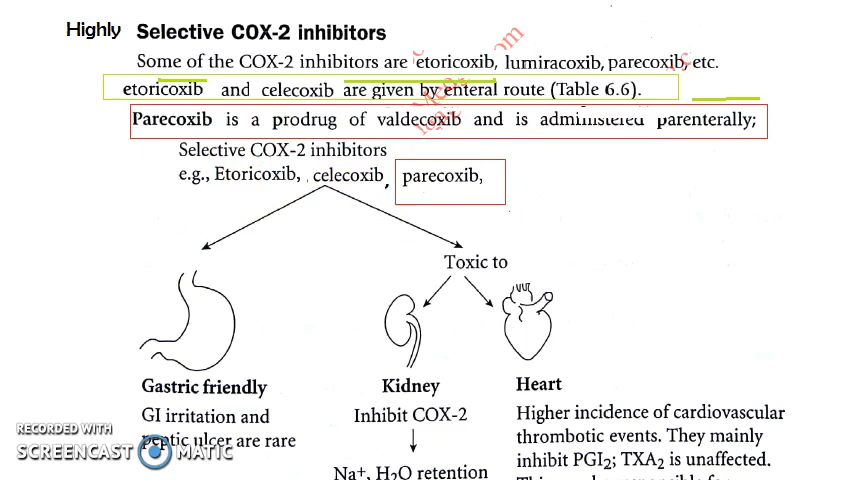 Highly Selective COX-2 inhibitors
Some of the COX-2 inhibitors are etoricoxib, lumiracoxib, parecoxib, etc.
etoricoxib and celecoxib are given by enteral route (Table 6.6).
Parecoxib is a prodrug of valdecoxib and is administered parenterally;
Selective COX-2 inhibitors
e.g., Etoricoxib, celecoxib, parecoxib,
Toxic to
Gastric friendly
GI irritation and
peptic ulcer are rare
Kidney
Inhibit COX-2
Na⁺, H₂O retention
Heart
Higher incidence of cardiovascular
thrombotic events. They mainly
inhibit PGI₂; TXA₂ is unaffected.
RECORDED WITH
SCREENCAST MATIC